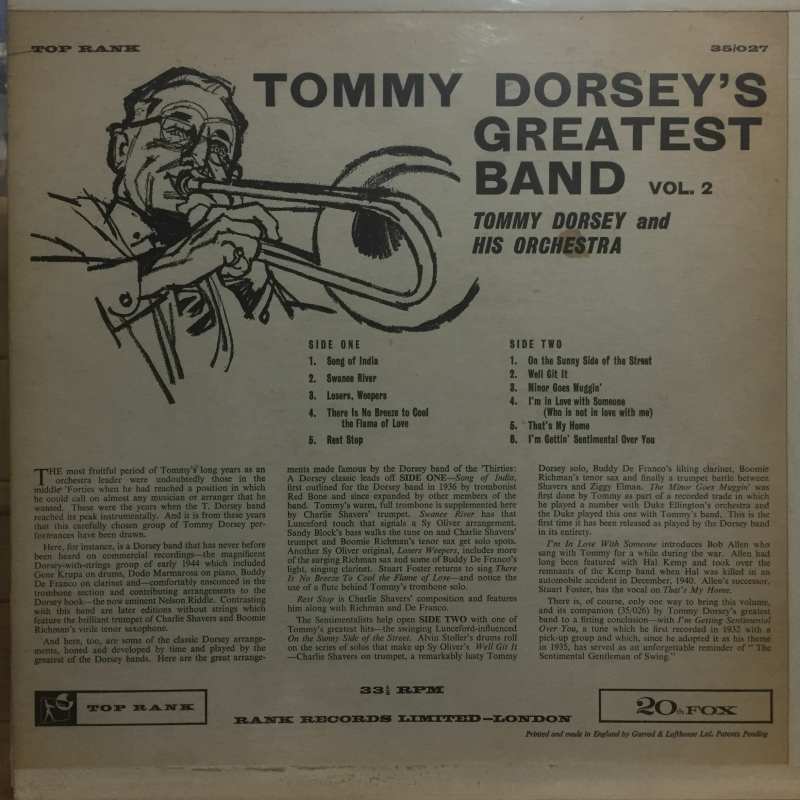 TOP RANK
35/027
TOMMY DORSEY'S
GREATEST
BAND VOL. 2
TOMMY DORSEY and
HIS ORCHESTRA
SIDE ONE
1. Song of India
2. Swanee River
3. Losers, Weepers
4. There Is No Breeze to Cool
the Flame of Love
5. Rest Stop
SIDE TWO
1. On the Sunny Side of the Street
2. Well Git It
3. Minor Goes Muggin'
4. I'm in Love with Someone
(Who is not in love with me)
5. That's My Home
6. I'm Gettin' Sentimental Over You
THE most fruitful period of Tommy's long years as an
orchestra leader were undoubtedly those in the
middle 'Forties when he had reached a position in which
he could call on almost any musician or arranger that he
wanted. These were the years when the T. Dorsey band
reached its peak instrumentally. And it is from these years
that this carefully chosen group of Tommy Dorsey per-
formances have been drawn.
Here, for instance, is a Dorsey band that has never before
been heard on commercial recordings—the magnificent
Dorsey-with-strings group of early 1944 which included
Gene Krupa on drums, Dodo Marmarosa on piano, Buddy
De Franco on clarinet and—comfortably ensconced in the
trombone section and contributing arrangements to the
Dorsey book—the now eminent Nelson Riddle. Contrasting
with this band are later editions without strings which
feature the brilliant trumpet of Charlie Shavers and Boomie
Richman's virile tenor saxophone.
And here, too, are some of the classic Dorsey arrange-
ments, honed and developed by time and played by the
greatest of the Dorsey bands. Here are the great arrange-
ments made famous by the Dorsey band of the 'Thirties:
A Dorsey classic leads off SIDE ONE—Song of India,
first outlined for the Dorsey band in 1936 by trombonist
Red Bone and since expanded by other members of the
band. Tommy's warm, full trombone is supplemented here
by Charlie Shavers' trumpet. Swanee River has that
Lunceford touch that signals a Sy Oliver arrangement.
Sandy Block's bass walks the tune on and Charlie Shavers'
trumpet and Boomie Richman's tenor sax get solo spots.
Another Sy Oliver original, Losers Weepers, includes more
of the surging Richman sax and some of Buddy De Franco's
light, singing clarinet. Stuart Foster returns to sing There
Is No Breeze To Cool the Flame of Love—and notice the
use of a flute behind Tommy's trombone solo.
Rest Stop is Charlie Shavers' composition and features
him along with Richman and De Franco.
The Sentimentalists help open SIDE TWO with one of
Tommy's greatest hits—the swinging Lunceford-influenced
On the Sunny Side of the Street. Alvin Stoller's drums roll
on the series of solos that make up Sy Oliver's Well Git It
—Charlie Shavers on trumpet, a remarkably lusty Tommy
Dorsey solo, Buddy De Franco's lilting clarinet, Boomie
Richman's tenor sax and finally a trumpet battle between
Shavers and Ziggy Elman. The Minor Goes Muggin' was
first done by Tommy as part of a recorded trade in which
he played a number with Duke Ellington's orchestra and
the Duke played this one with Tommy's band. This is the
first time it has been released as played by the Dorsey band
in its entirety.
I'm In Love With Someone introduces Bob Allen who
sang with Tommy for a while during the war. Allen had
long been featured with Hal Kemp and took over the
remnants of the Kemp band when Hal was killed in an
automobile accident in December, 1940. Allen's successor,
Stuart Foster, has the vocal on That's My Home.
There is, of course, only one way to bring this volume,
and its companion (35/026) by Tommy Dorsey's greatest
band to a fitting conclusion—with I'm Getting Sentimental
Over You, a tune which he first recorded in 1932 with a
pick-up group and which, since he adopted it as his theme
in 1935, has served as an unforgettable reminder of "The
Sentimental Gentleman of Swing."
33⅓ RPM
TOP RANK
RANK RECORDS LIMITED—LONDON
20th FOX
Printed and made in England by Garrod & Lofthouse Ltd. Patents Pending